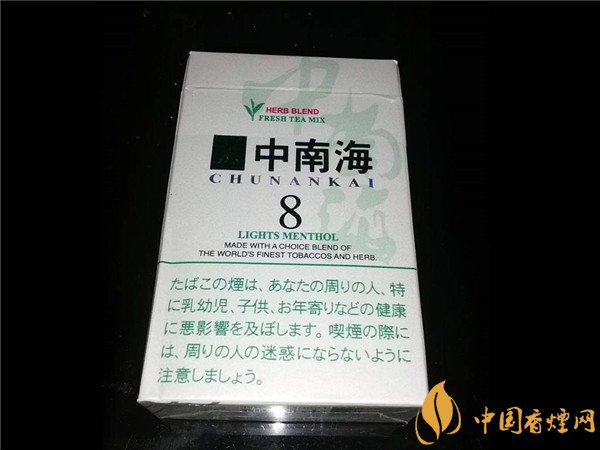 HERB BLEND
FRESH TEA MIX
中南海
中南海
CHUNANKAI
8
LIGHTS MENTHOL
MADE WITH A CHOICE BLEND OF
THE WORLD'S FINEST TOBACCOS AND HERB.
たばこの煙は、あなたの周りの人、特
に乳幼児、子供、お年寄りなどの健康
に悪影響を及ぼします。喫煙の際に
は、周りの人の迷惑にならないように
注意しましょう。
中国香煙网